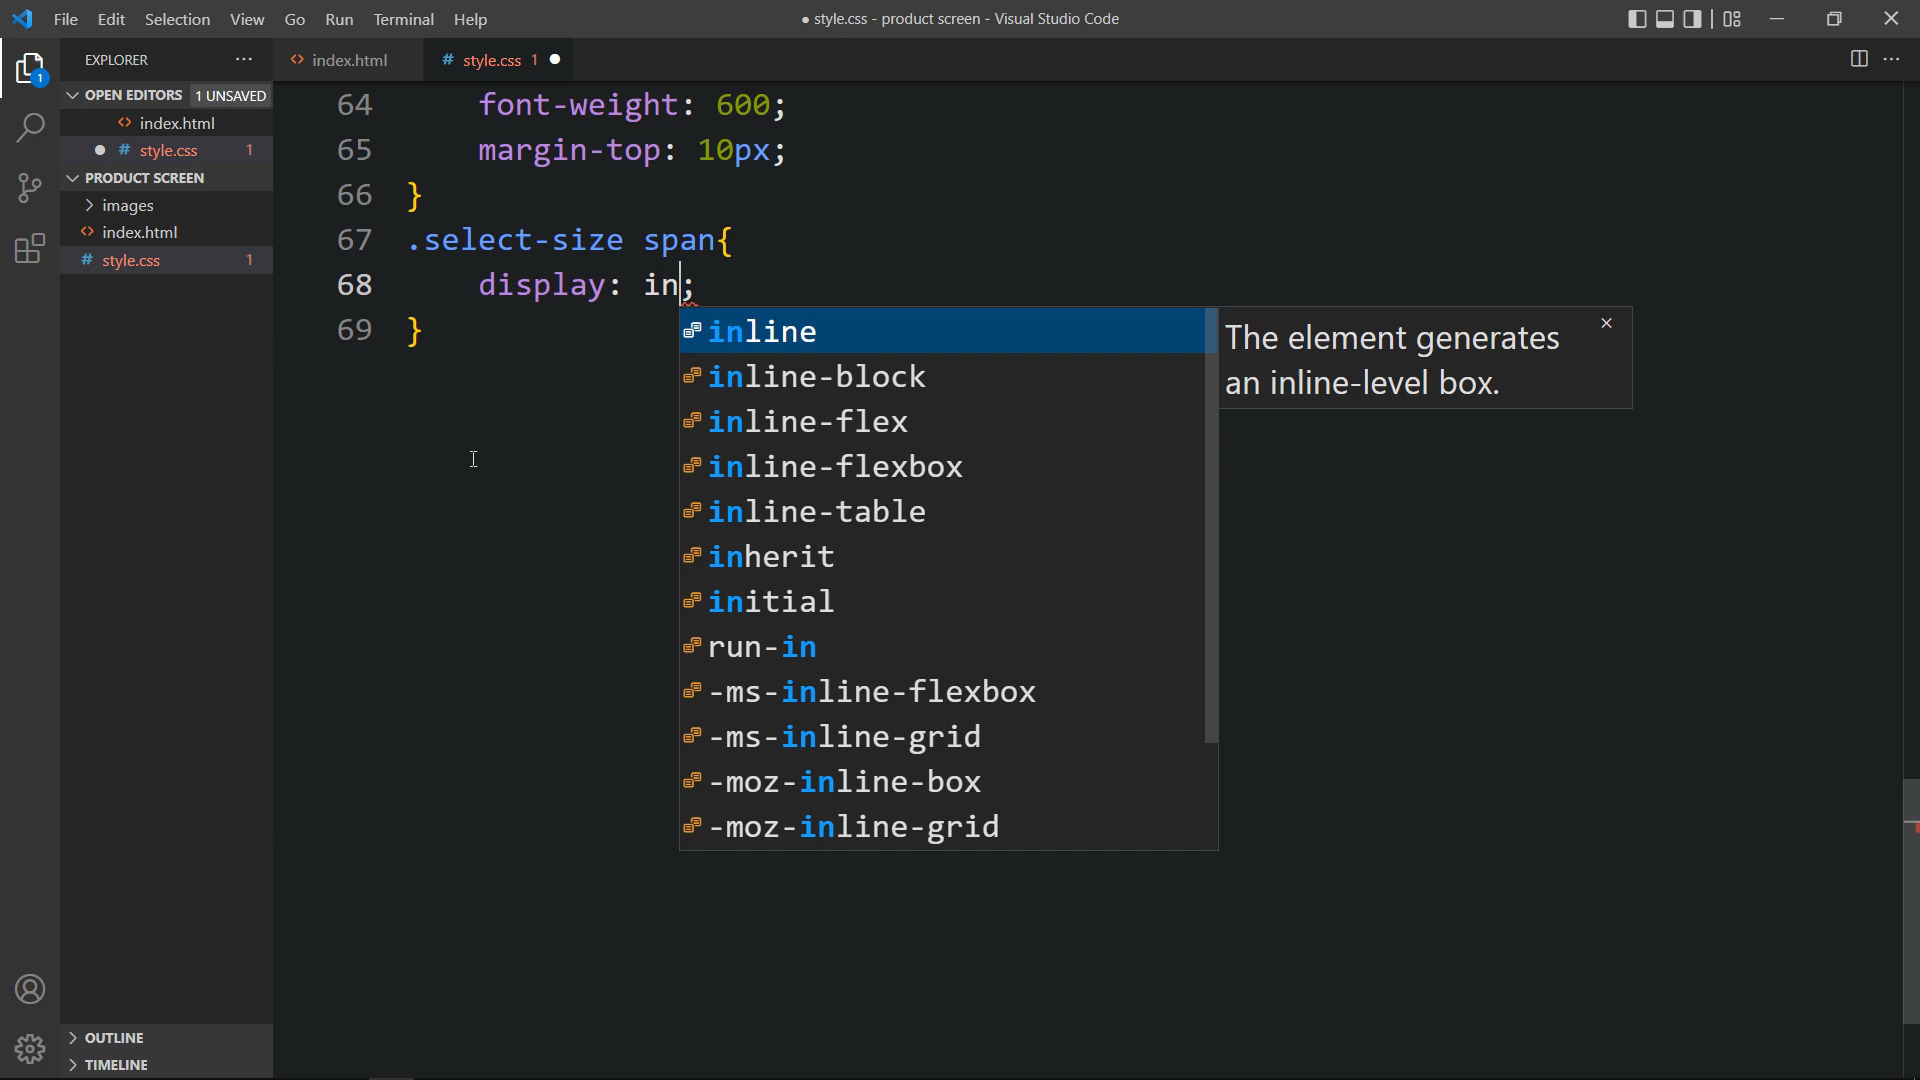 File Edit Selection View Go Run Terminal Help
● style.css - product screen - Visual Studio Code
EXPLORER ···
index.html
# style.css 1 ●
OPEN EDITORS 1 UNSAVED
<> index.html
● # style.css 1
PRODUCT SCREEN
> images
<> index.html
# style.css 1
OUTLINE
TIMELINE
1
64 font-weight: 600;
65 margin-top: 10px;
66 }
67 .select-size span{
68 display: in;
69 }
inline
inline-block
inline-flex
inline-flexbox
inline-table
inherit
initial
run-in
-ms-inline-flexbox
-ms-inline-grid
-moz-inline-box
-moz-inline-grid
The element generates
an inline-level box.